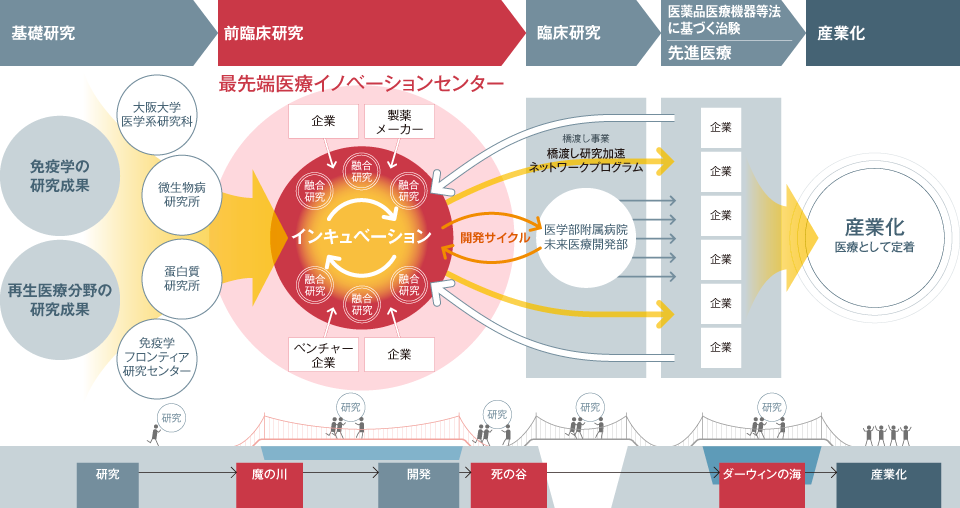 基礎研究
前臨床研究
臨床研究
医薬品医療機器等法
に基づく治験
先進医療
産業化
最先端医療イノベーションセンター
免疫学の
研究成果
再生医療分野の
研究成果
大阪大学
医学系研究科
微生物病
研究所
蛋白質
研究所
免疫学
フロンティア
研究センター
企業
製薬
メーカー
融合
研究
融合
研究
融合
研究
インキュベーション
融合
研究
融合
研究
融合
研究
ベンチャー
企業
企業
開発サイクル
橋渡し事業
橋渡し研究加速
ネットワークプログラム
医学部附属病院
未来医療開発部
企業
企業
企業
企業
企業
企業
産業化
医療として定着
研究
研究
研究
研究
研究
研究
魔の川
開発
死の谷
ダーウィンの海
産業化